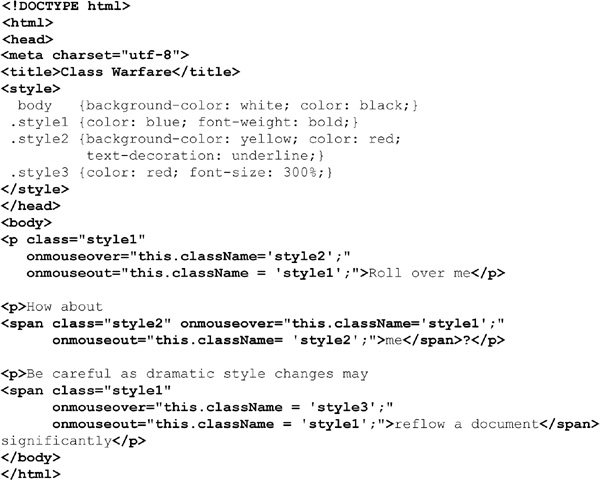 <!DOCTYPE html>
<html>
<head>
<meta charset="utf-8">
<title>Class Warfare</title>
<style>
  body   {background-color: white; color: black;}
 .style1 {color: blue; font-weight: bold;}
 .style2 {background-color: yellow; color: red;
          text-decoration: underline;}
 .style3 {color: red; font-size: 300%;}
</style>
</head>
<body>
<p class="style1"
   onmouseover="this.className='style2';"
   onmouseout="this.className = 'style1';">Roll over me</p>

<p>How about
<span class="style2" onmouseover="this.className='style1';"
      onmouseout="this.className= 'style2';">me</span>?</p>

<p>Be careful as dramatic style changes may
<span class="style1"
      onmouseover="this.className = 'style3';"
      onmouseout="this.className = 'style1';">reflow a document</span>
significantly</p>
</body>
</html>